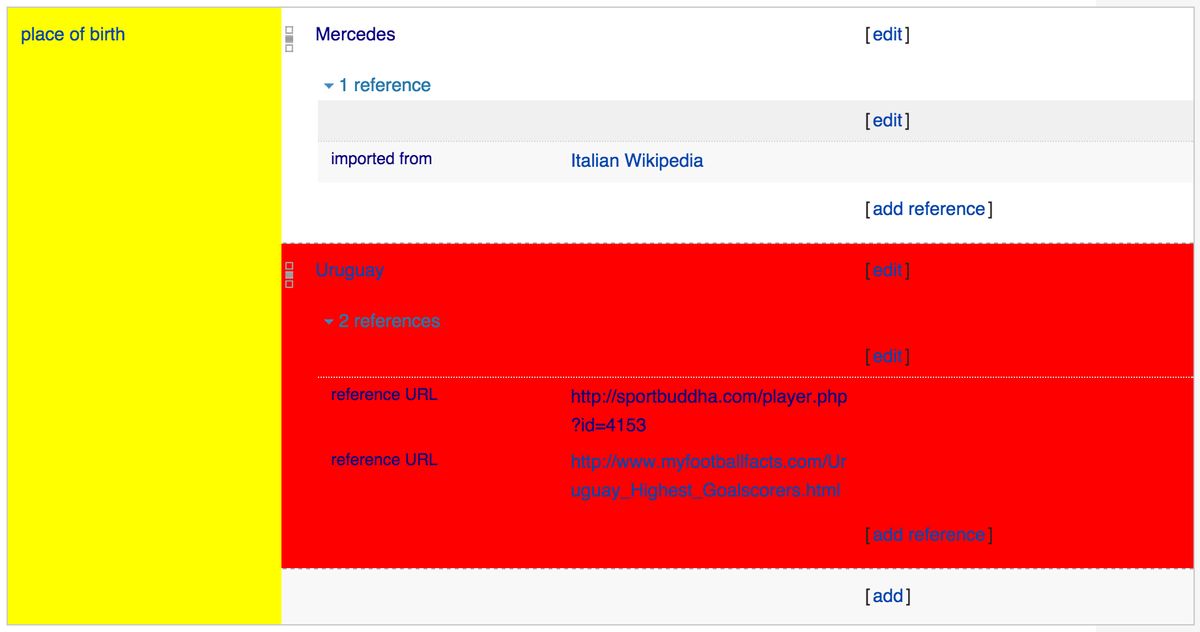 place of birth
Mercedes [edit]
1 reference
[edit]
imported from Italian Wikipedia
[add reference]
Uruguay [edit]
2 references
[edit]
reference URL http://sportbuddha.com/player.php
?id=4153
reference URL http://www.myfootballfacts.com/Ur
uguay_Highest_Goalscorers.html
[add reference]
[add]